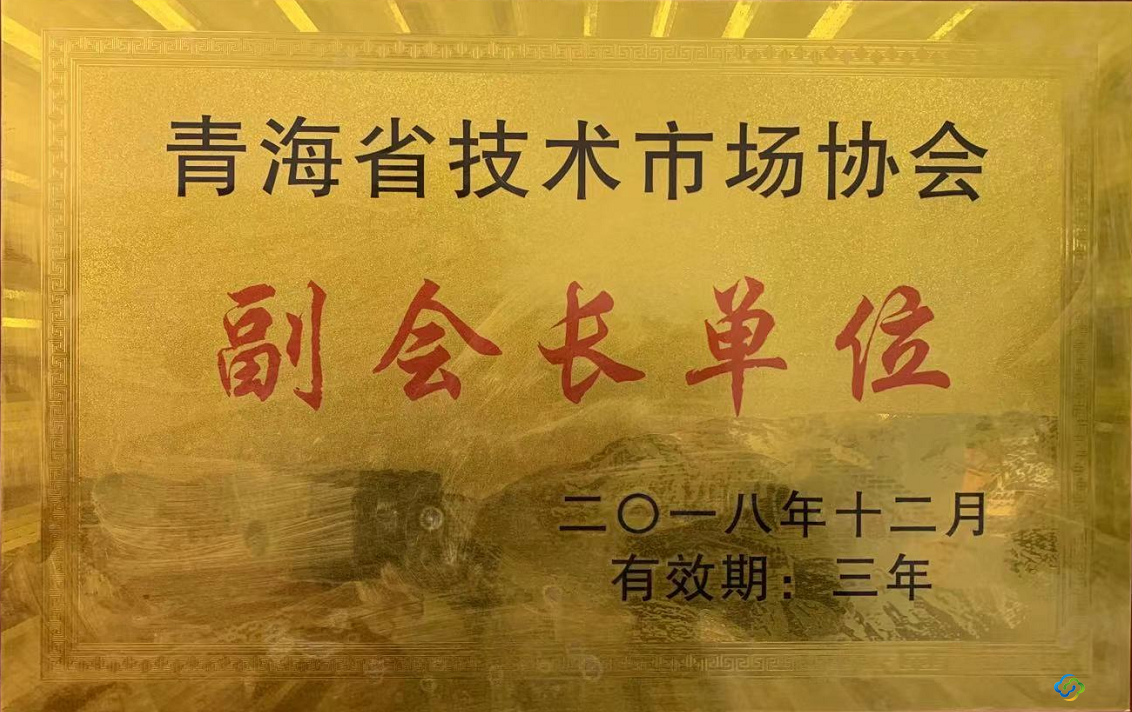 青海省技术市场协会
副会长单位
二〇一八年十二月
有效期：三年